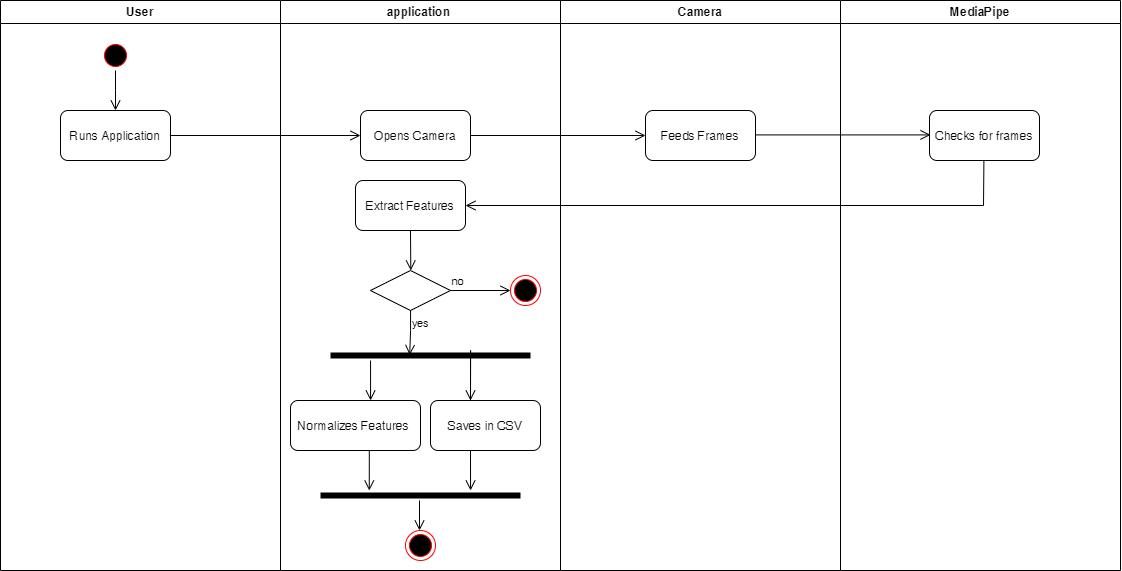 User
application
Camera
MediaPipe
Runs Application
Opens Camera
Feeds Frames
Checks for frames
Extract Features
no
yes
Normalizes Features
Saves in CSV